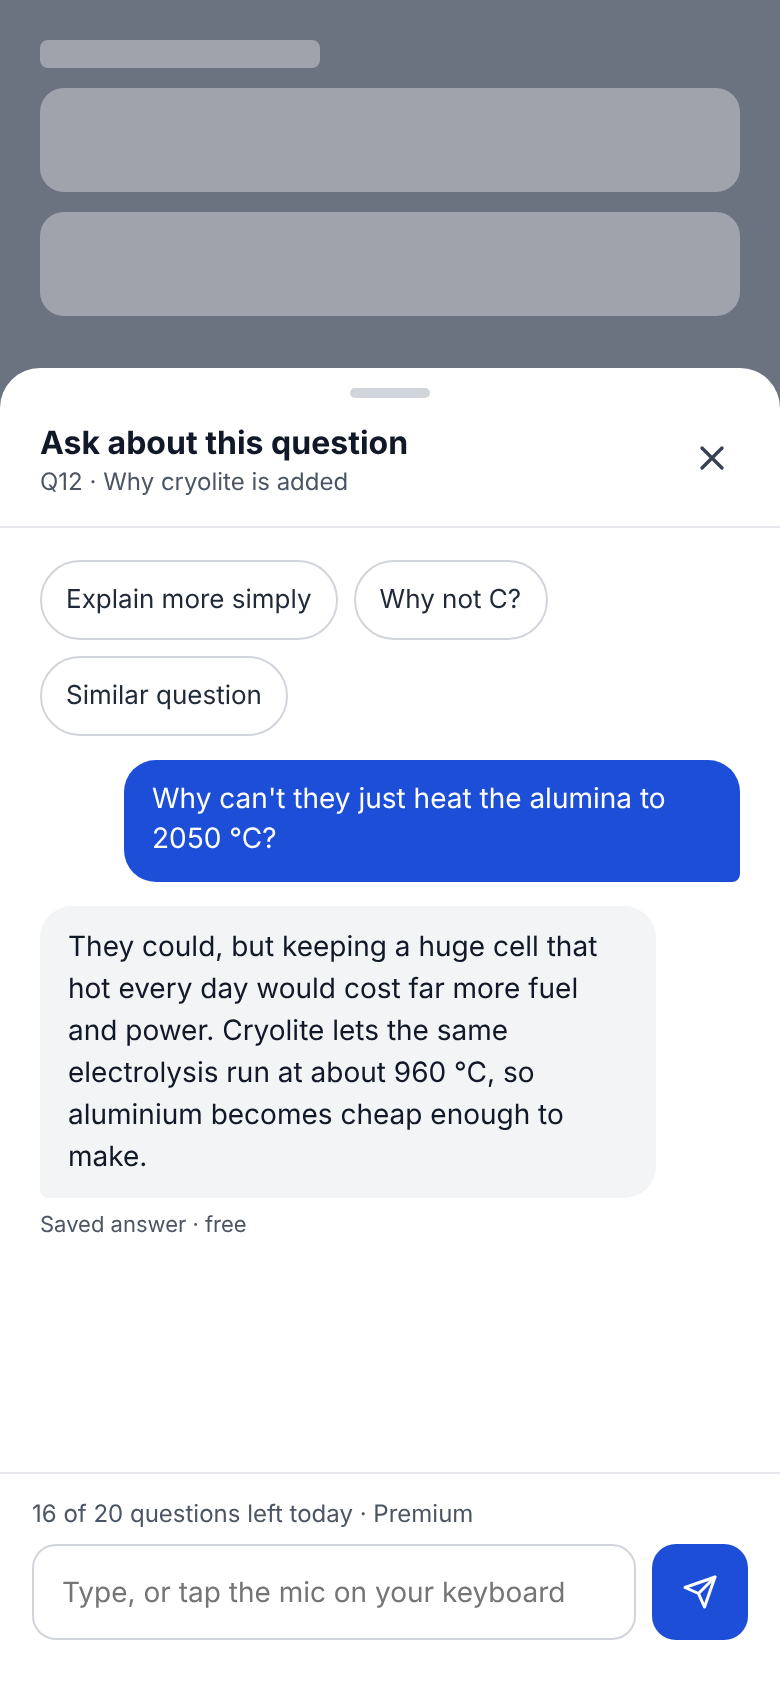 Ask about this question
Q12 · Why cryolite is added
Explain more simply
Why not C?
Similar question
Why can't they just heat the alumina to
2050 °C?
They could, but keeping a huge cell that
hot every day would cost far more fuel
and power. Cryolite lets the same
electrolysis run at about 960 °C, so
aluminium becomes cheap enough to
make.
Saved answer · free
16 of 20 questions left today · Premium
Type, or tap the mic on your keyboard